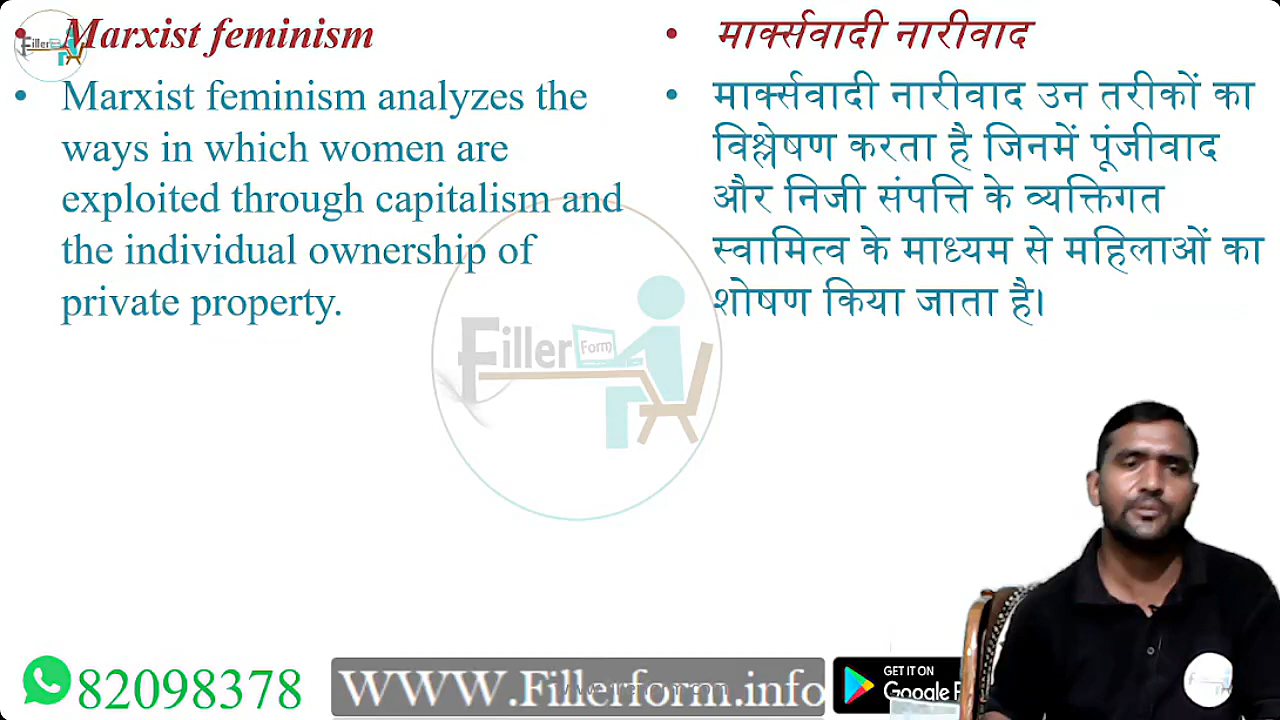 Marxist feminism
Marxist feminism analyzes the
ways in which women are
exploited through capitalism and
the individual ownership of
private property.
मार्क्सवादी नारीवाद
मार्क्सवादी नारीवाद उन तरीकों का
विश्लेषण करता है जिनमें पूंजीवाद
और निजी संपत्ति के व्यक्तिगत
स्वामित्व के माध्यम से महिलाओं का
शोषण किया जाता है।
Filler
Form
82098378
WWW.Fillerform.info
GET IT ON
Google